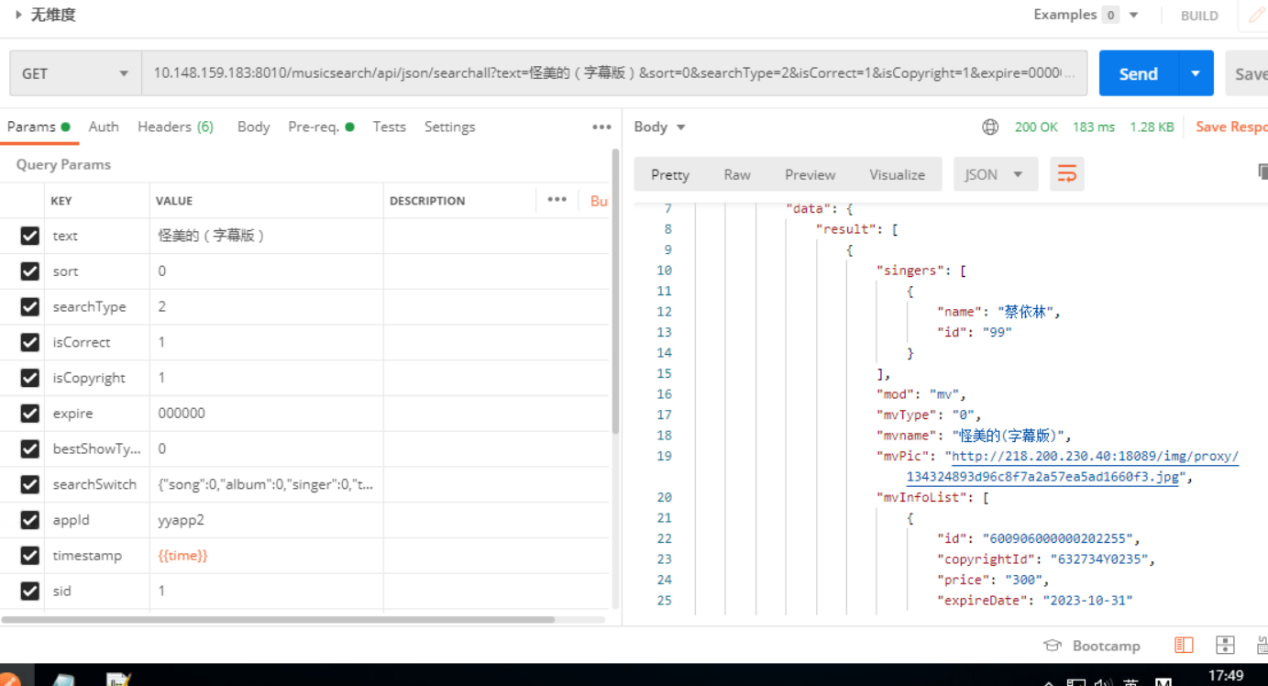 无维度 Examples 0 BUILD
GET 10.148.159.183:8010/musicsearch/api/json/searchall?text=怪美的（字幕版）&sort=0&searchType=2&isCorrect=1&isCopyright=1&expire=0000... Send Save
Params Auth Headers (6) Body Pre-req. Tests Settings ••• Body 200 OK 183 ms 1.28 KB Save Respo
Query Params
Pretty Raw Preview Visualize JSON
KEY VALUE DESCRIPTION ••• Bu
text 怪美的（字幕版）
sort 0
searchType 2
isCorrect 1
isCopyright 1
expire 000000
bestShowTy... 0
searchSwitch {"song":0,"album":0,"singer":0,"t...
appId yyapp2
timestamp {{time}}
sid 1
7 "data": {
8 "result": [
9 {
10 "singers": [
11 {
12 "name": "蔡依林",
13 "id": "99"
14 }
15 ],
16 "mod": "mv",
17 "mvType": "0",
18 "mvname": "怪美的(字幕版)",
19 "mvPic": "http://218.200.230.40:18089/img/proxy/
134324893d96c8f7a2a57ea5ad1660f3.jpg",
20 "mvInfoList": [
21 {
22 "id": "600906000000202255",
23 "copyrightId": "632734Y0235",
24 "price": "300",
25 "expireDate": "2023-10-31"
Bootcamp
英 M 17:49